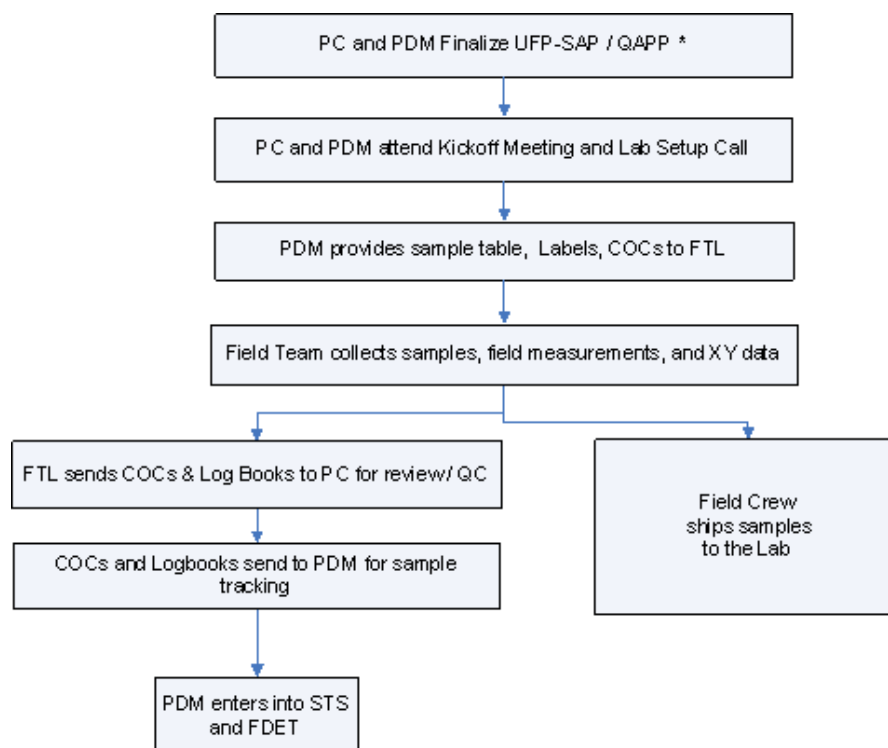 PC and PDM Finalize UFP-SAP / QAPP *
PC and PDM attend Kickoff Meeting and Lab Setup Call
PDM provides sample table, Labels, COCs to FTL
Field Team collects samples, field measurements, and XY data
FTL sends COCs & Log Books to PC for review/ QC
Field Crew
ships samples
to the Lab
COCs and Logbooks send to PDM for sample
tracking
PDM enters into STS
and FDET